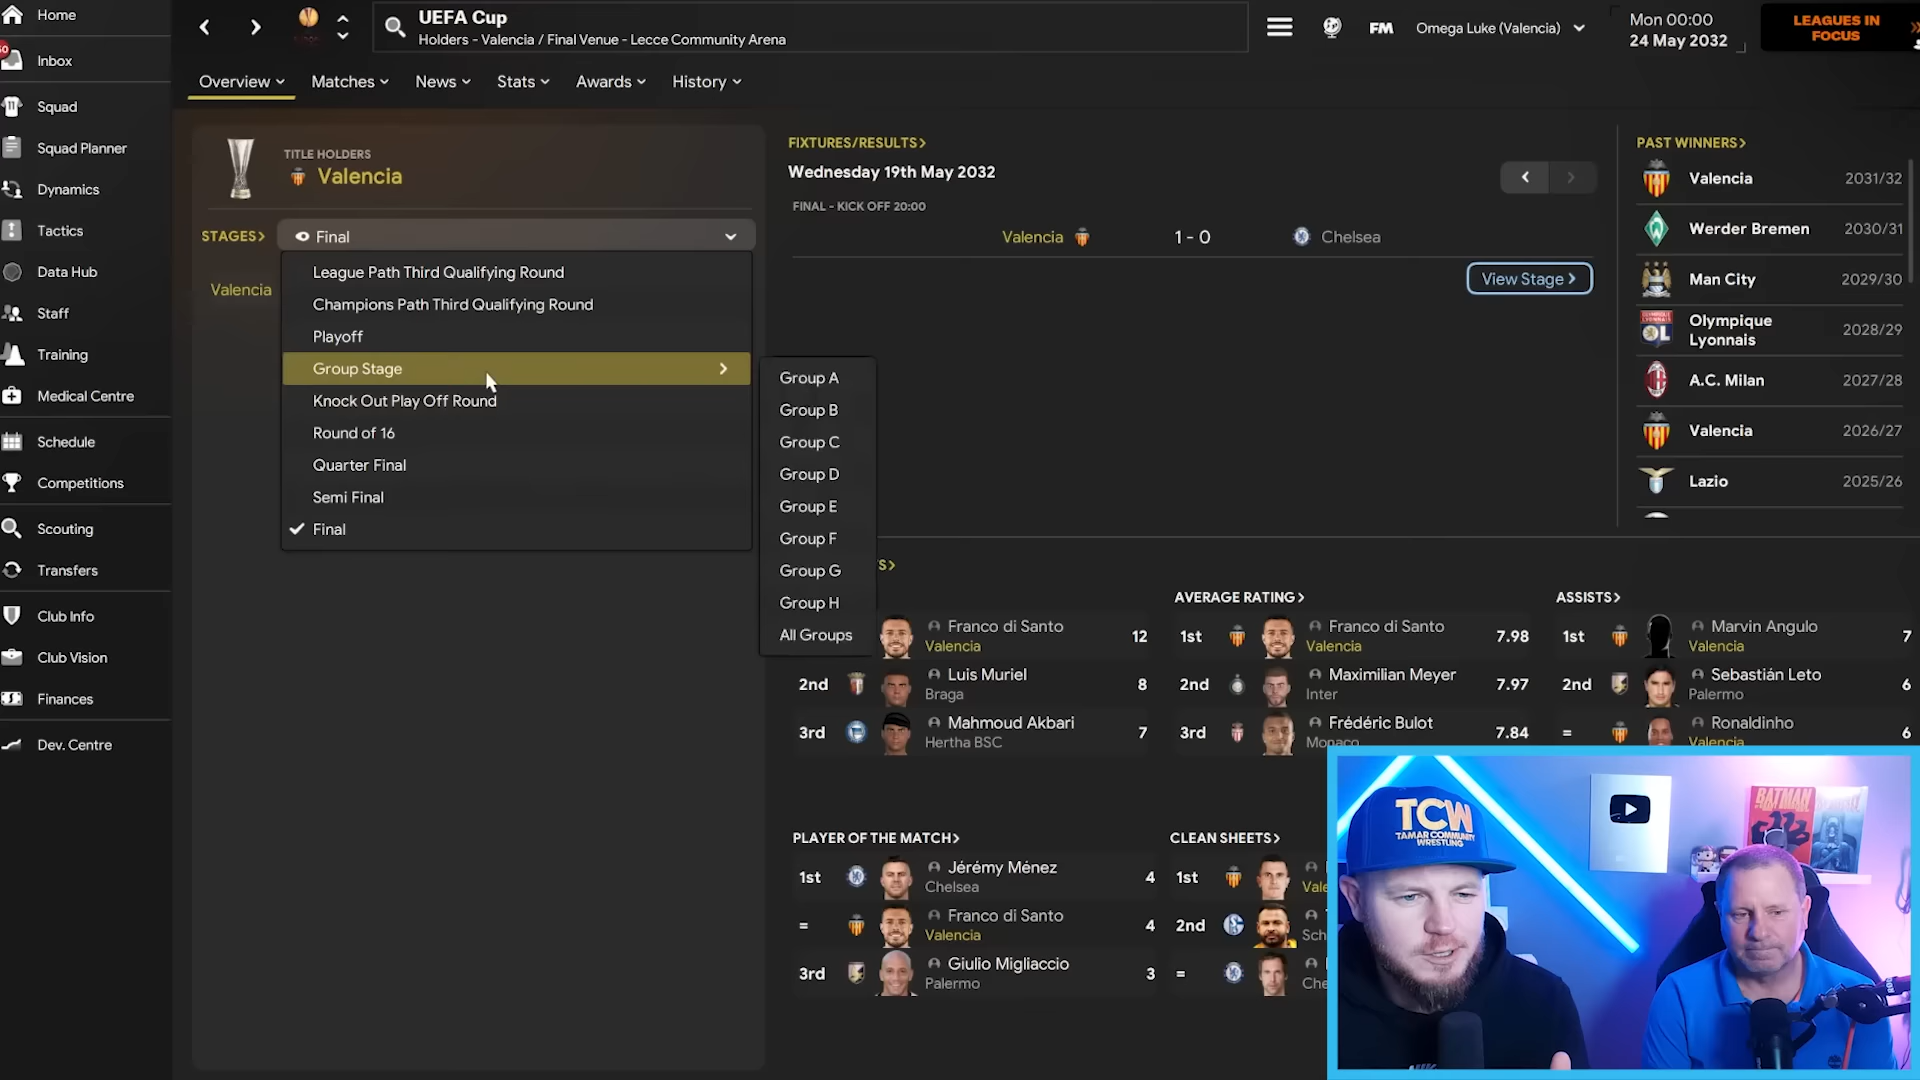 Home
Inbox
Squad
Squad Planner
Dynamics
Tactics
Data Hub
Staff
Training
Medical Centre
Schedule
Competitions
Scouting
Transfers
Club Info
Club Vision
Finances
Dev. Centre
UEFA Cup
Holders - Valencia / Final Venue - Lecce Community Arena
FM
Omega Luke (Valencia)
Mon 00:00
24 May 2032
LEAGUES IN
FOCUS
Overview
Matches
News
Stats
Awards
History
TITLE HOLDERS
Valencia
STAGES>
Final
Valencia
League Path Third Qualifying Round
Champions Path Third Qualifying Round
Playoff
Group Stage
Knock Out Play Off Round
Round of 16
Quarter Final
Semi Final
Final
Group A
Group B
Group C
Group D
Group E
Group F
Group G
Group H
All Groups
FIXTURES/RESULTS>
Wednesday 19th May 2032
FINAL - KICK OFF 20:00
Valencia 1 - 0 Chelsea
View Stage >
PAST WINNERS>
Valencia 2031/32
Werder Bremen 2030/31
Man City 2029/30
Olympique
Lyonnais 2028/29
A.C. Milan 2027/28
Valencia 2026/27
Lazio 2025/26
S>
Franco di Santo 12
Valencia
2nd Luis Muriel 8
Braga
3rd Mahmoud Akbari 7
Hertha BSC
AVERAGE RATING>
1st Franco di Santo 7.98
Valencia
2nd Maximilian Meyer 7.97
Inter
3rd Frédéric Bulot 7.84
Monaco
ASSISTS>
1st Marvin Angulo 7
Valencia
2nd Sebastián Leto 6
Palermo
= Ronaldinho 6
Valencia
PLAYER OF THE MATCH>
1st Jérémy Ménez 4
Chelsea
= Franco di Santo 4
Valencia
3rd Giulio Migliaccio 3
Palermo
CLEAN SHEETS>
1st
Vale
2nd
Sch
=
Che
TCW
TAMAR COMMUNITY
WRESTLING
BATMAN